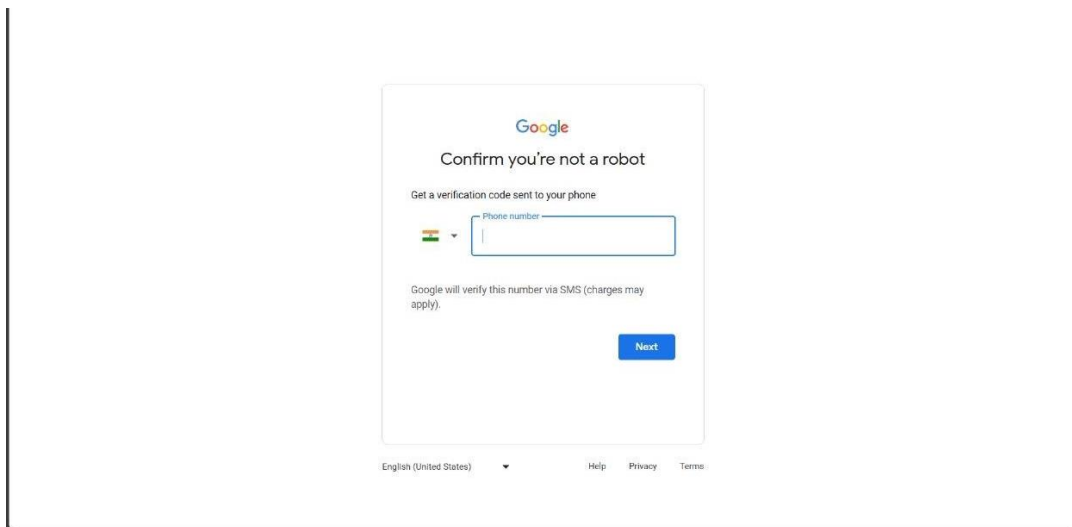 Google
Confirm you're not a robot
Get a verification code sent to your phone
Phone number
Google will verify this number via SMS (charges may
apply).
Next
English (United States) Help Privacy Terms